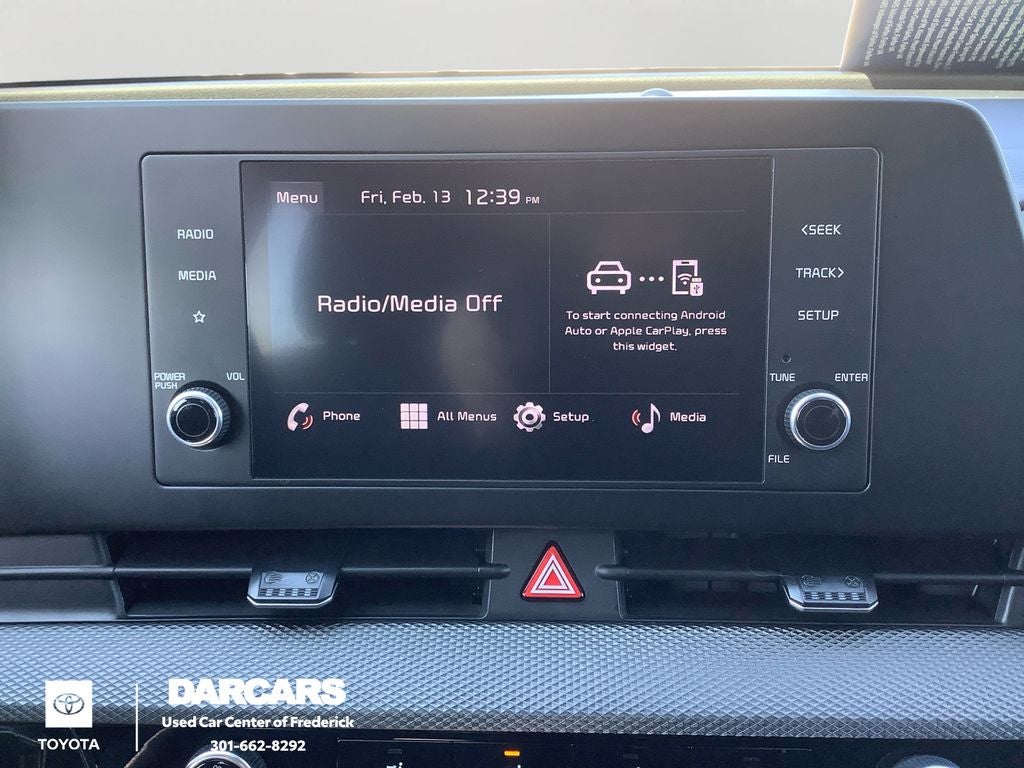 Menu
Fri, Feb. 13 12:39 PM
RADIO
MEDIA
POWER
PUSH
VOL
Radio/Media Off
To start connecting Android
Auto or Apple CarPlay, press
this widget.
Phone
All Menus
Setup
Media
<SEEK
TRACK>
SETUP
TUNE
ENTER
FILE
TOYOTA
DARCARS
Used Car Center of Frederick
301-662-8292